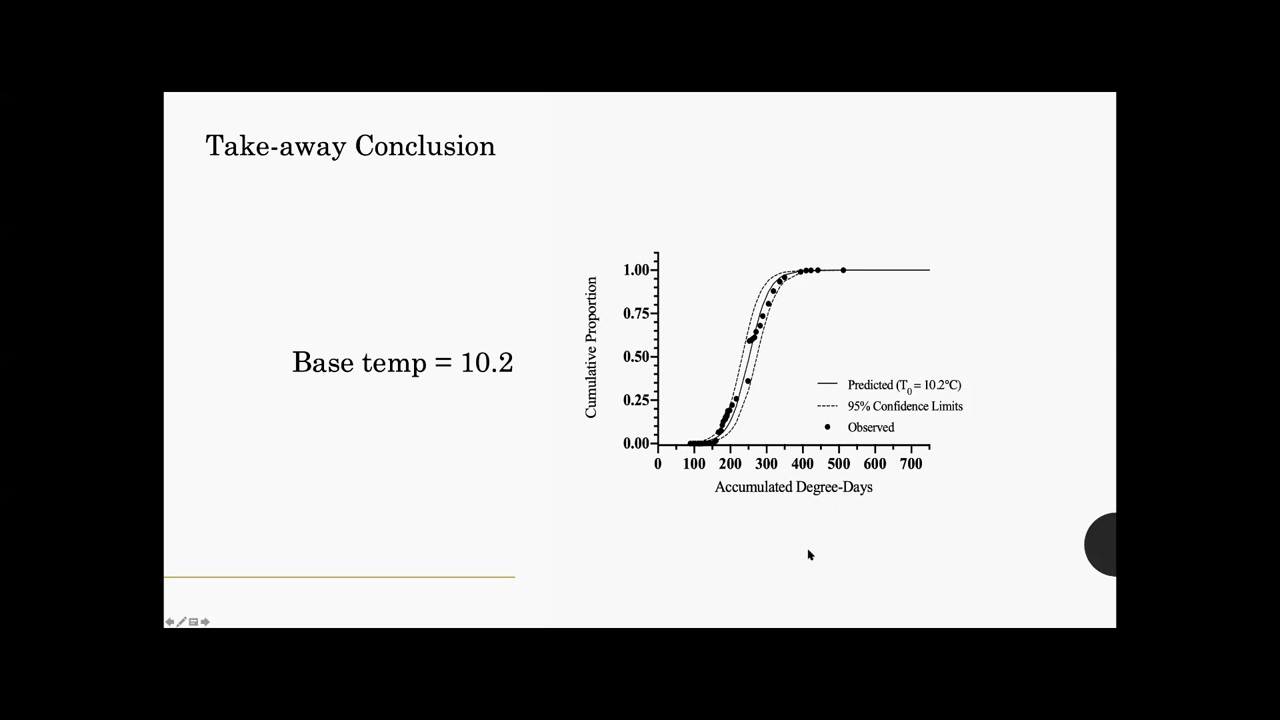 Take-away Conclusion
Base temp = 10.2
Cumulative Proportion
1.00
0.75
0.50
0.25
0.00
0 100 200 300 400 500 600 700
Accumulated Degree-Days
Predicted (T0 = 10.2°C)
95% Confidence Limits
Observed